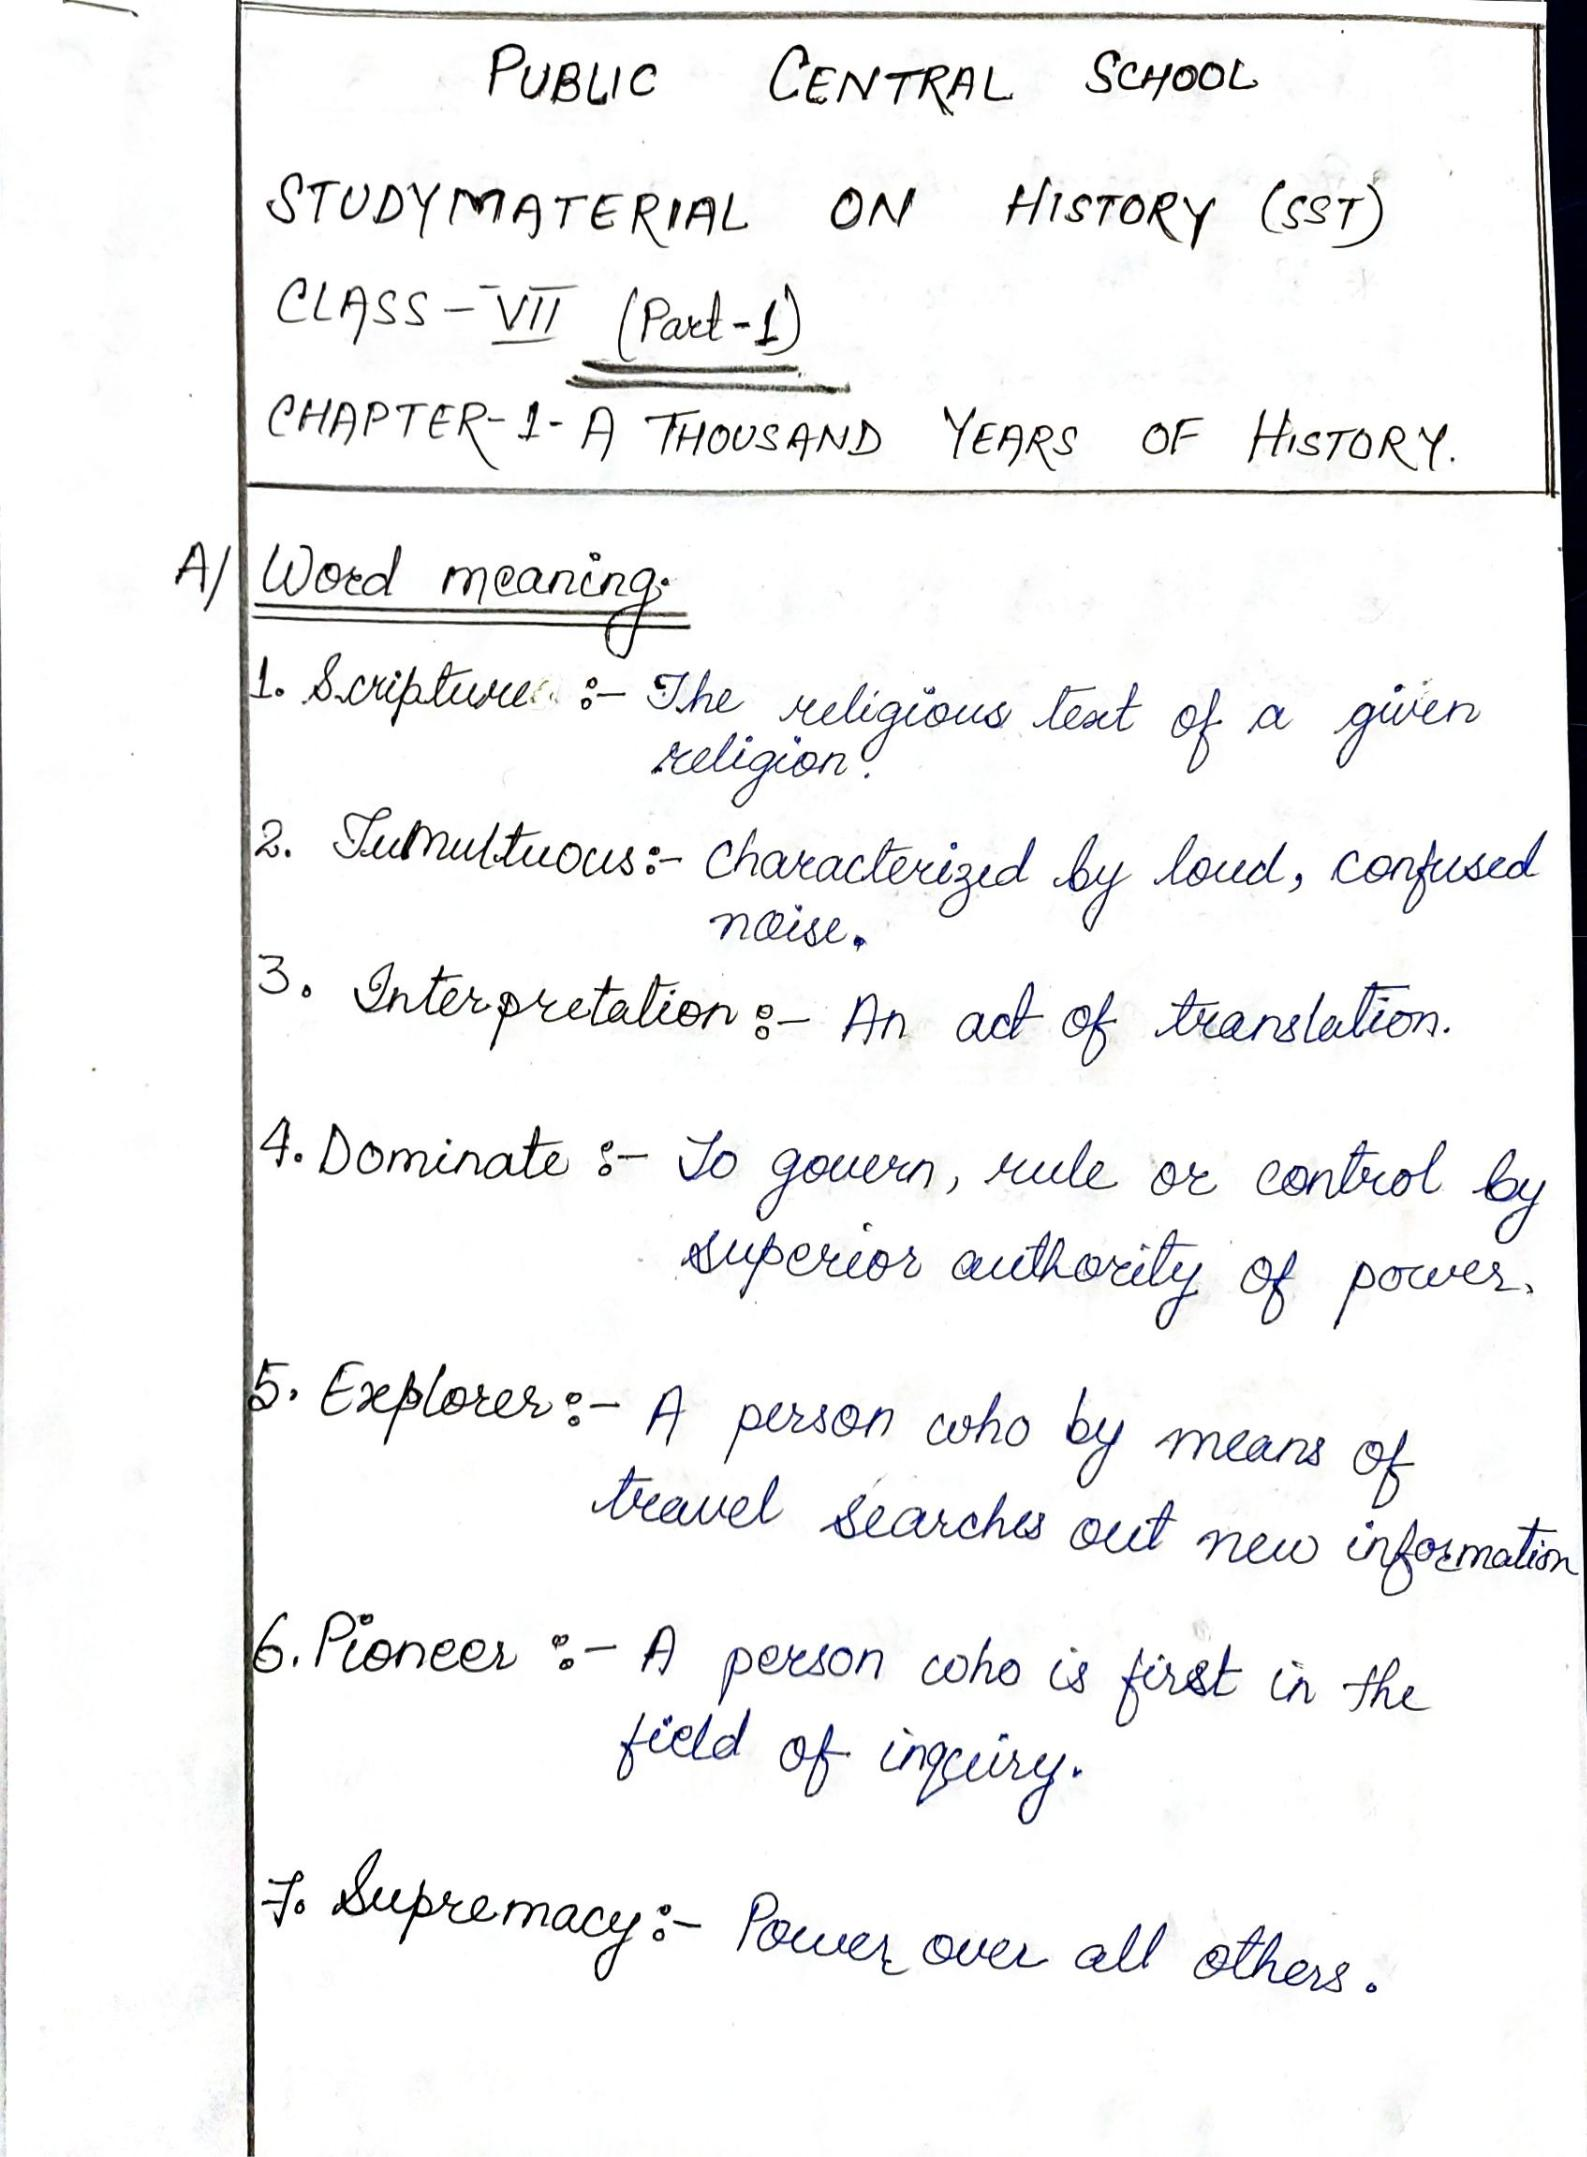 PUBLIC CENTRAL SCHOOL
STUDYMATERIAL ON HISTORY (SST)
CLASS - VII (Part-1)
CHAPTER-1- A THOUSAND YEARS OF HISTORY.
A/ Word meaning:
1. Scripture :- The religious text of a given
religion.
2. Tumultuous:- Characterized by loud, confused
noise.
3. Interpretation :- An act of translation.
4. Dominate :- To govern, rule or control by
superior authority of power.
5. Explorer :- A person who by means of
travel searches out new information
6. Pioneer :- A person who is first in the
field of inquiry.
7. Supremacy :- Power over all others.